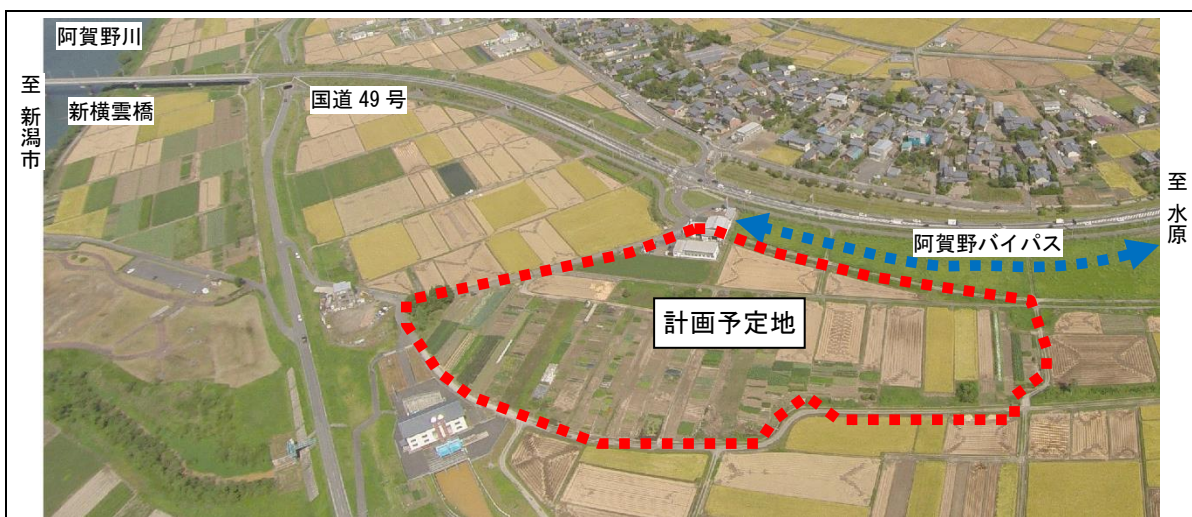 阿賀野川
至 新潟市
新横雲橋
国道 49 号
至 水原
阿賀野バイパス
計画予定地